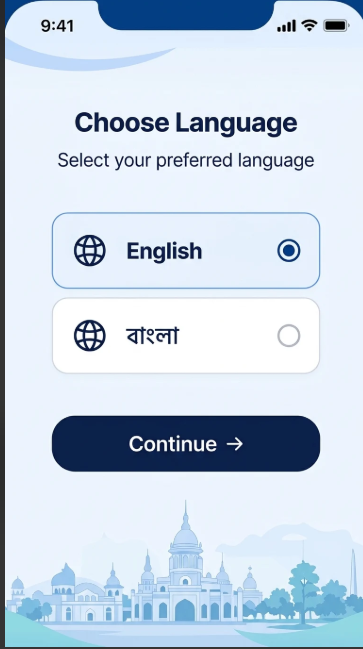 9:41
Choose Language
Select your preferred language
English
বাংলা
Continue →